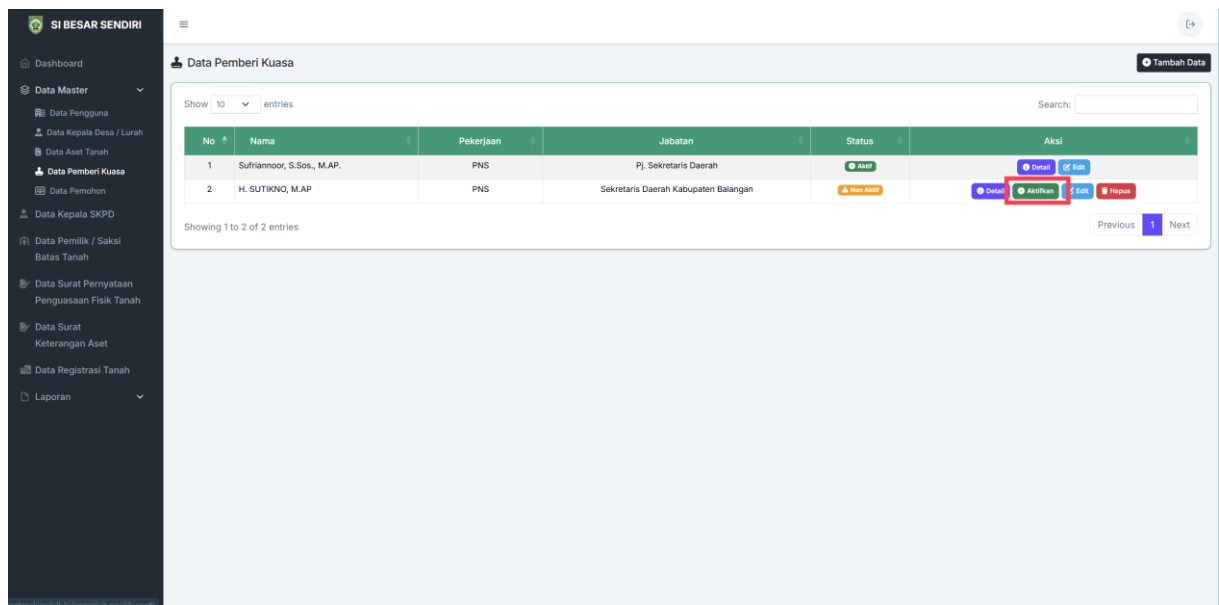 SI BESAR SENDIRI
Dashboard
Data Master
Data Pengguna
Data Kepala Desa / Lurah
Data Aset Tanah
Data Pemberi Kuasa
Data Pemohon
Data Kepala SKPD
Data Pemilik / Saksi
Batas Tanah
Data Surat Pernyataan
Penguasaan Fisik Tanah
Data Surat
Keterangan Aset
Data Registrasi Tanah
Laporan
Data Pemberi Kuasa
Tambah Data
Show 10 entries
Search:
No Nama Pekerjaan Jabatan Status Aksi
1 Sufriannoor, S.Sos., M.AP. PNS Pj. Sekretaris Daerah Aktif Detail Edit
2 H. SUTIKNO, M.AP PNS Sekretaris Daerah Kabupaten Balangan Non Aktif Detail Aktifkan Edit Hapus
Showing 1 to 2 of 2 entries
Previous 1 Next